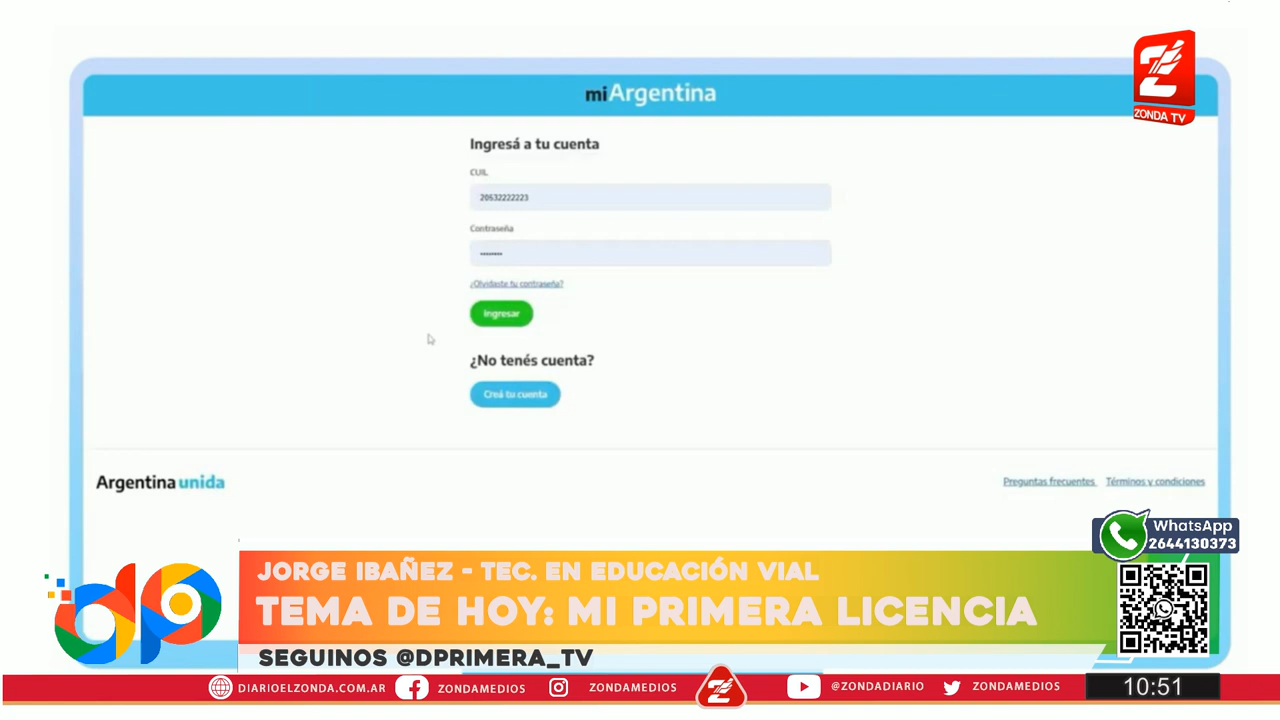 miArgentina
ZONDA TV
Ingresá a tu cuenta
CUIL
20532222223
Contraseña
¿Olvidaste tu contraseña?
Ingresar
¿No tenés cuenta?
Creá tu cuenta
Argentina unida
Preguntas frecuentes Términos y condiciones
WhatsApp
2644130373
JORGE IBAÑEZ - TEC. EN EDUCACIÓN VIAL
TEMA DE HOY: MI PRIMERA LICENCIA
SEGUINOS @DPRIMERA_TV
DIARIOELZONDA.COM.AR ZONDAMEDIOS ZONDAMEDIOS @ZONDADIARIO ZONDAMEDIOS 10:51